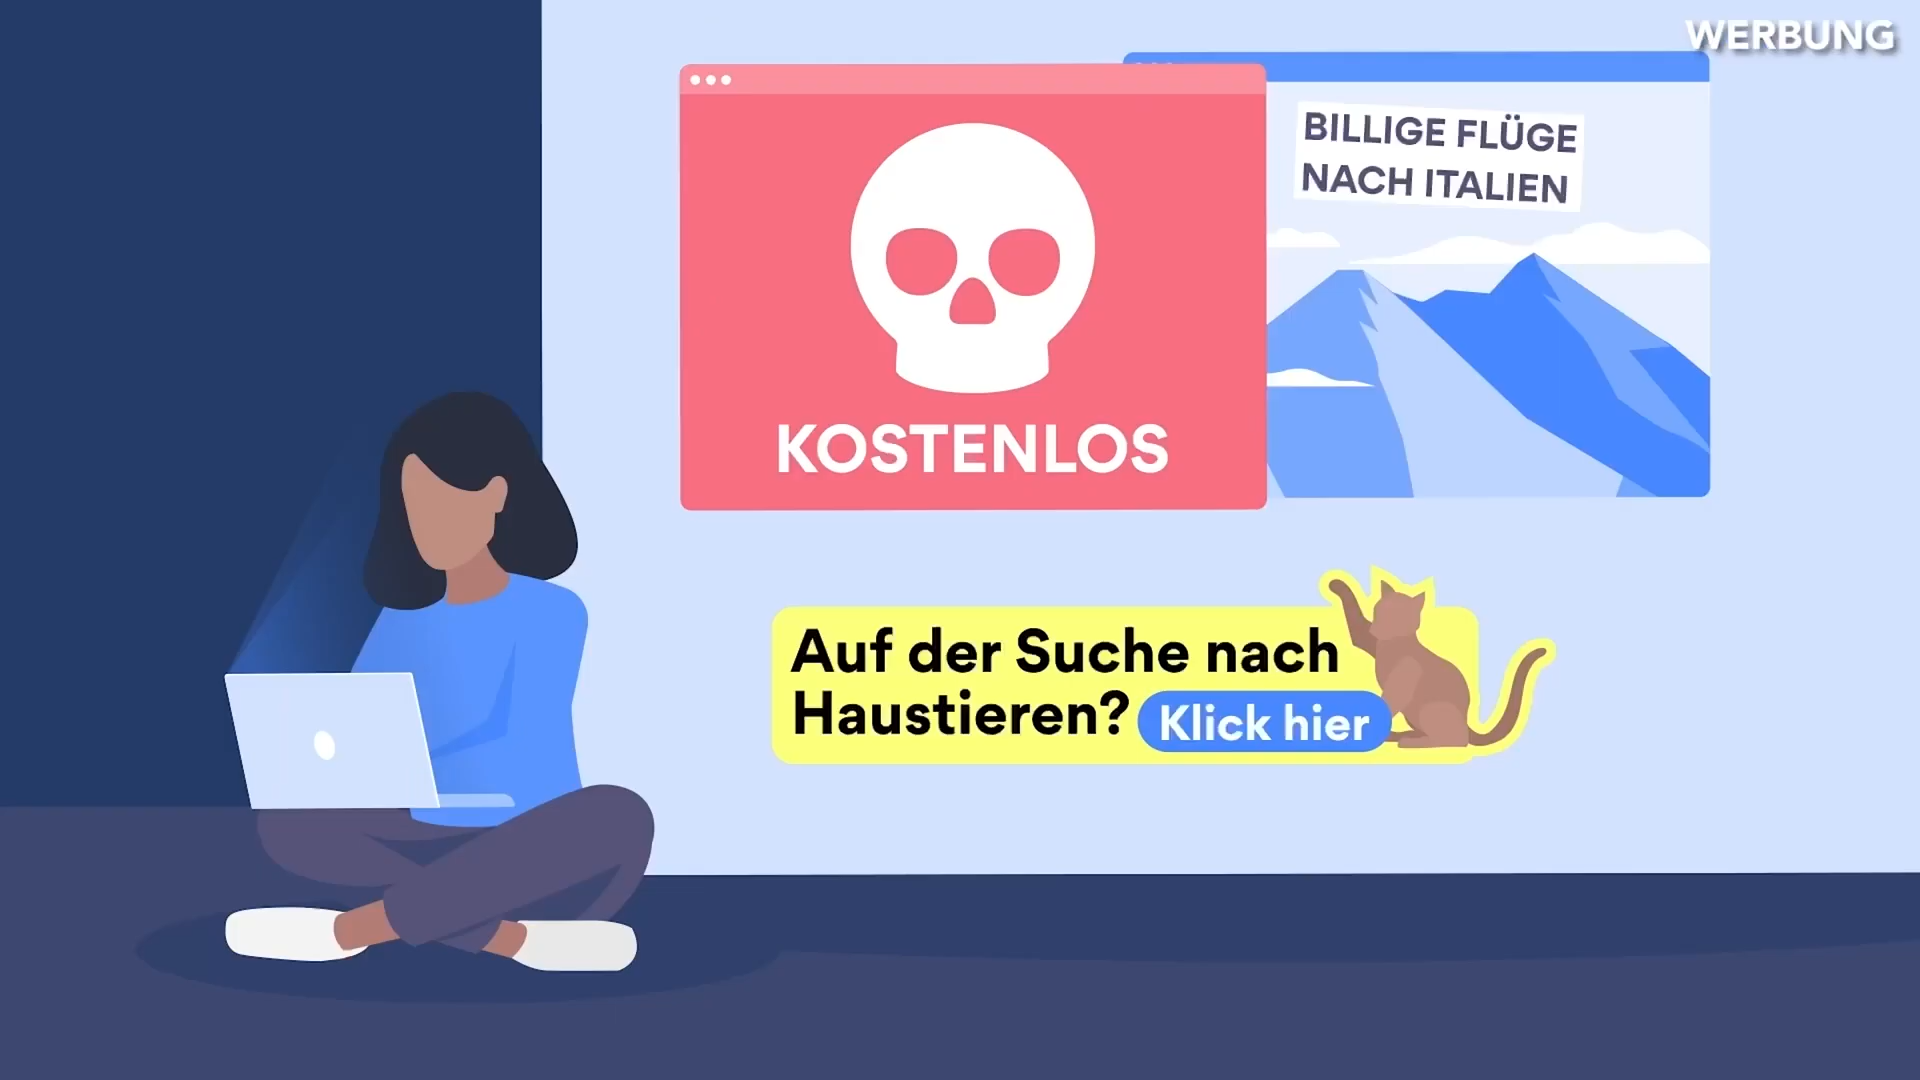 WERBUNG
KOSTENLOS
BILLIGE FLÜGE
NACH ITALIEN
Auf der Suche nach
Haustieren?
Klick hier